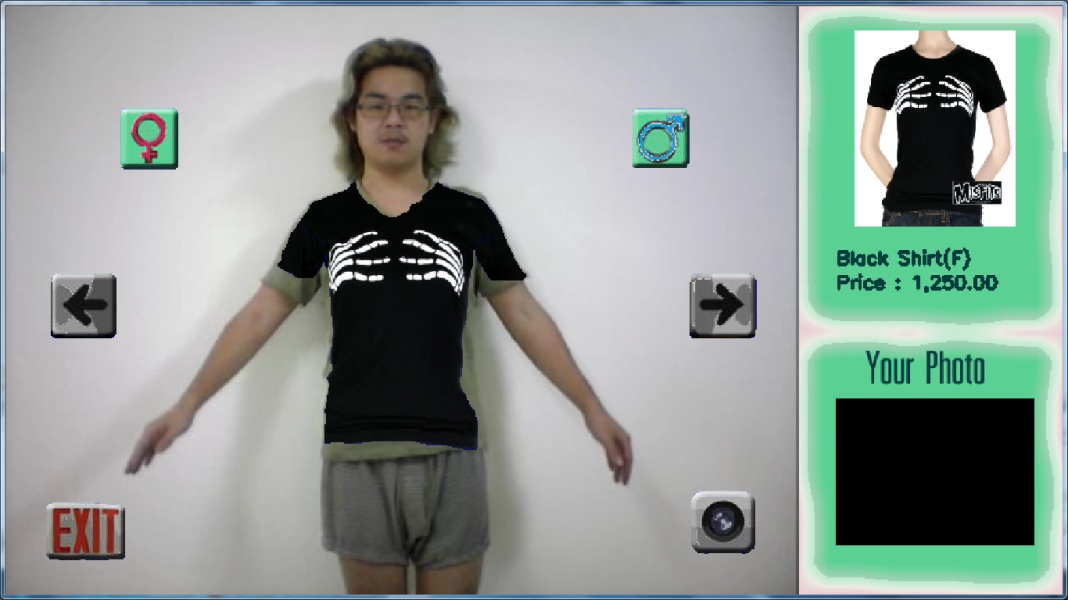 EXIT
Misfits
Black Shirt(F)
Price : 1,250.00
Your Photo